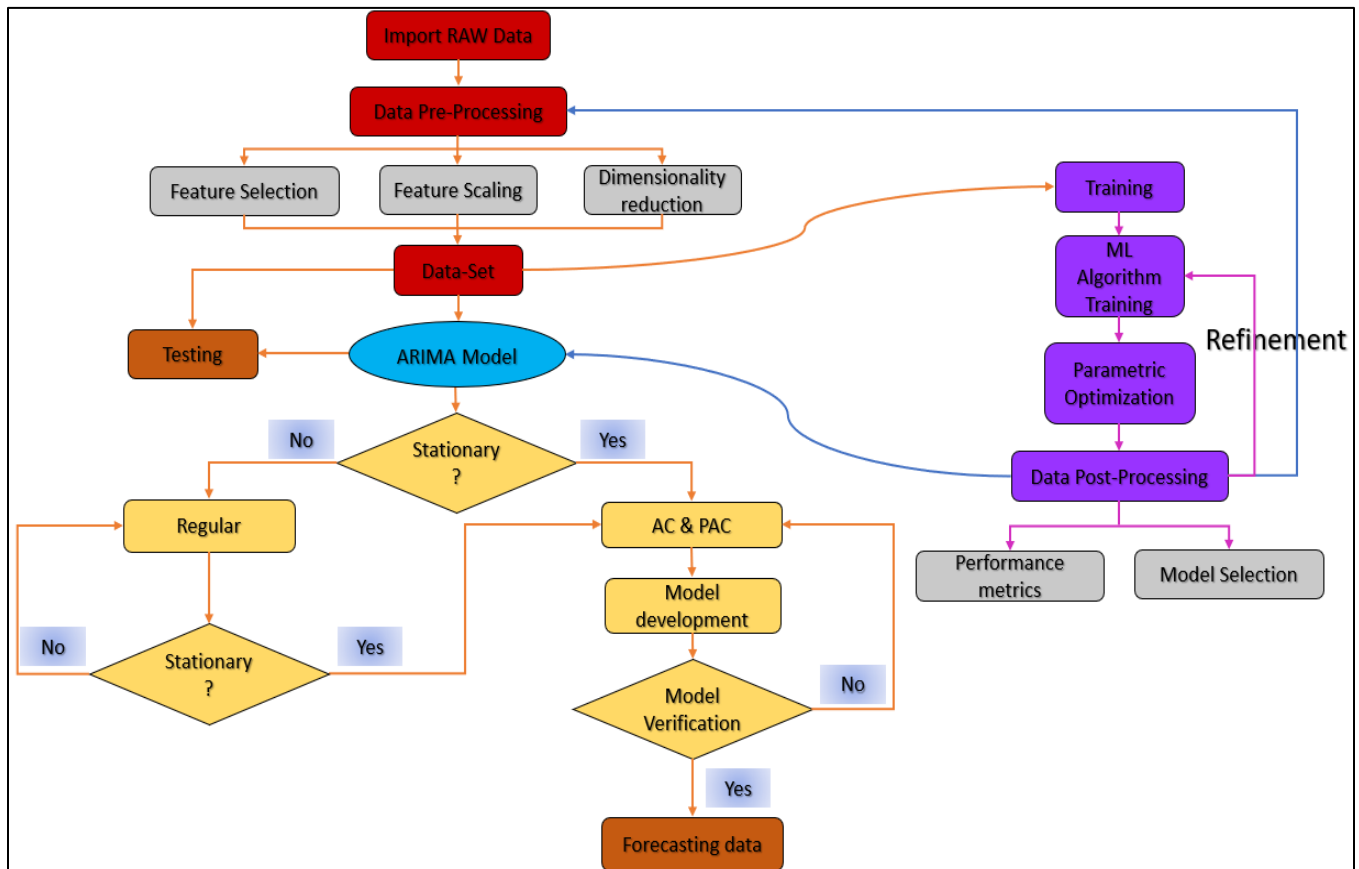 Import RAW Data
Data Pre-Processing
Feature Selection
Feature Scaling
Dimensionality
reduction
Training
Data-Set
ML
Algorithm
Training
Refinement
Testing
ARIMA Model
Parametric
Optimization
No
Stationary
?
Yes
Data Post-Processing
Regular
AC & PAC
Performance
metrics
Model Selection
Model
development
No
Stationary
?
Yes
Model
Verification
No
Yes
Forecasting data